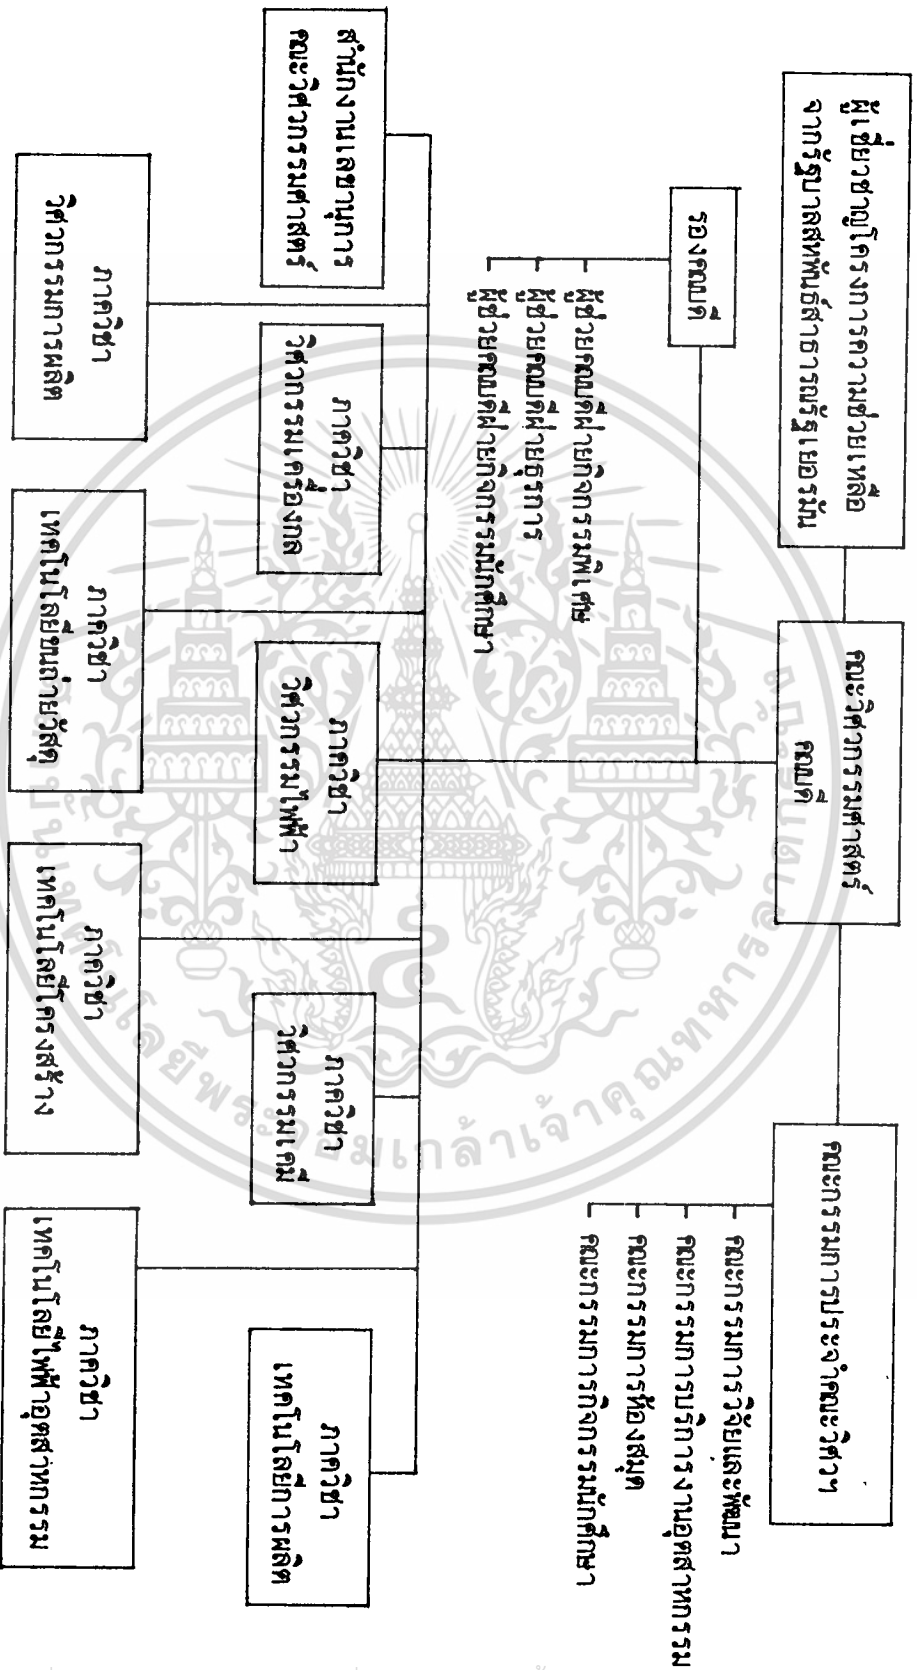 ผู้เชี่ยวชาญโครงการความช่วยเหลือ
จากรัฐบาลสหพันธ์สาธารณรัฐเยอรมัน
คณะวิศวกรรมศาสตร์
คณบดี
คณะกรรมการประจำคณะวิศวฯ
รองคณบดี
ผู้ช่วยคณบดีฝ่ายกิจกรรมพิเศษ
ผู้ช่วยคณบดีฝ่ายธุรการ
ผู้ช่วยคณบดีฝ่ายกิจกรรมนักศึกษา
คณะกรรมการวิจัยและพัฒนา
คณะกรรมการบริการงานอุตสาหกรรม
คณะกรรมการห้องสมุด
คณะกรรมการกิจกรรมนักศึกษา
สำนักงานเลขานุการ
คณะวิศวกรรมศาสตร์
ภาควิชา
วิศวกรรมเครื่องกล
ภาควิชา
วิศวกรรมไฟฟ้า
ภาควิชา
วิศวกรรมเคมี
ภาควิชา
เทคโนโลยีการผลิต
ภาควิชา
วิศวกรรมการผลิต
ภาควิชา
เทคโนโลยีขนถ่ายวัสดุ
ภาควิชา
เทคโนโลยีโครงสร้าง
ภาควิชา
เทคโนโลยีไฟฟ้าอุตสาหกรรม